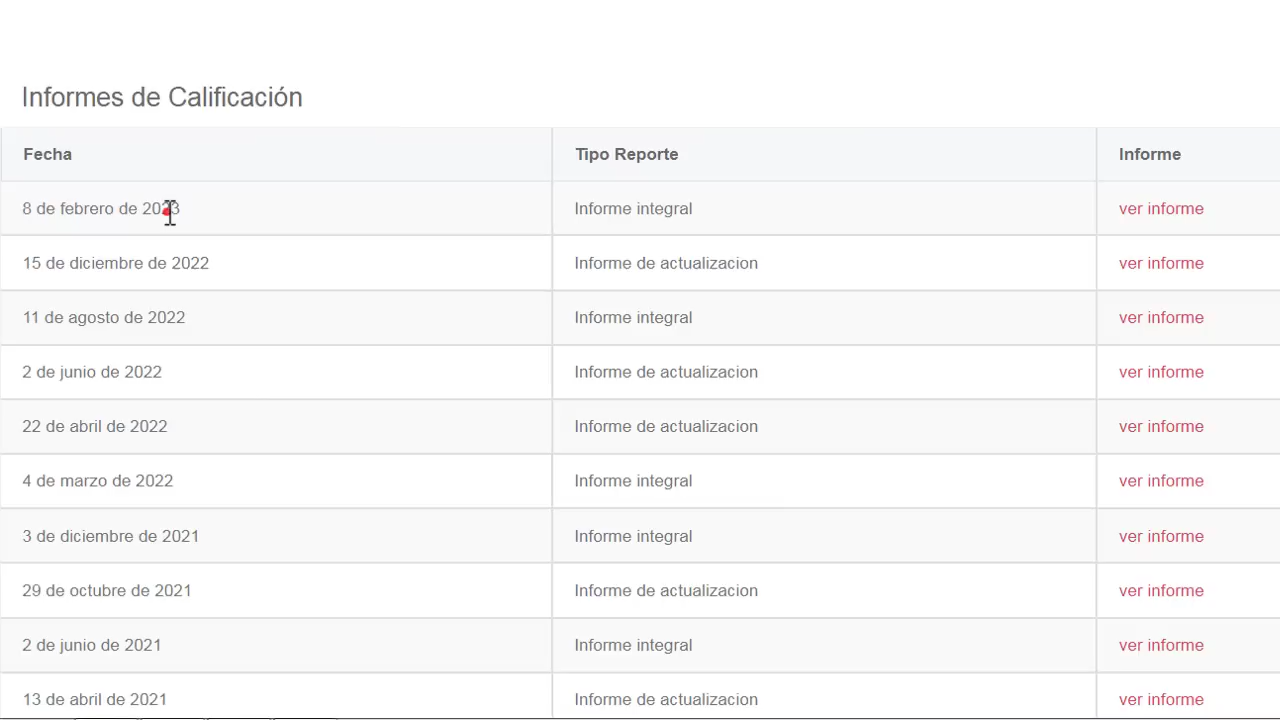 Informes de Calificación
Fecha Tipo Reporte Informe
8 de febrero de 2023 Informe integral ver informe
15 de diciembre de 2022 Informe de actualizacion ver informe
11 de agosto de 2022 Informe integral ver informe
2 de junio de 2022 Informe de actualizacion ver informe
22 de abril de 2022 Informe de actualizacion ver informe
4 de marzo de 2022 Informe integral ver informe
3 de diciembre de 2021 Informe integral ver informe
29 de octubre de 2021 Informe de actualizacion ver informe
2 de junio de 2021 Informe integral ver informe
13 de abril de 2021 Informe de actualizacion ver informe